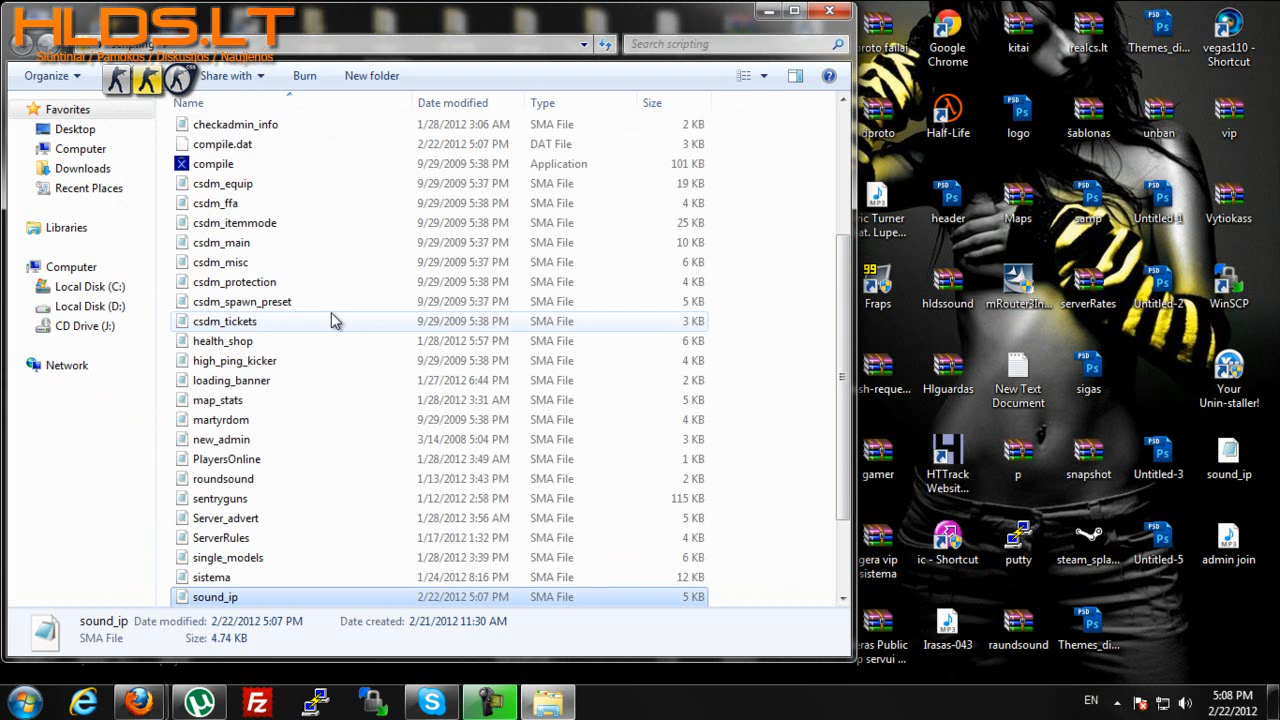 HLDS.LT
Siuntiniai / Pamokos / Diskusijos / Naujienos
scripting
Search scripting
Organize
Share with
Burn
New folder
Name
Date modified
Type
Size
Favorites
Desktop
Computer
Downloads
Recent Places
Libraries
Computer
Local Disk (C:)
Local Disk (D:)
CD Drive (J:)
Network
checkadmin_info 1/28/2012 3:06 AM SMA File 2 KB
compile.dat 2/22/2012 5:07 PM DAT File 3 KB
compile 9/29/2009 5:38 PM Application 101 KB
csdm_equip 9/29/2009 5:37 PM SMA File 19 KB
csdm_ffa 9/29/2009 5:37 PM SMA File 4 KB
csdm_itemmode 9/29/2009 5:38 PM SMA File 25 KB
csdm_main 9/29/2009 5:37 PM SMA File 10 KB
csdm_misc 9/29/2009 5:37 PM SMA File 6 KB
csdm_protection 9/29/2009 5:38 PM SMA File 4 KB
csdm_spawn_preset 9/29/2009 5:37 PM SMA File 5 KB
csdm_tickets 9/29/2009 5:38 PM SMA File 3 KB
health_shop 1/28/2012 5:57 PM SMA File 6 KB
high_ping_kicker 9/29/2009 5:38 PM SMA File 4 KB
loading_banner 1/27/2012 6:44 PM SMA File 2 KB
map_stats 1/28/2012 3:31 AM SMA File 5 KB
martyrdom 9/29/2009 5:38 PM SMA File 4 KB
new_admin 3/14/2008 5:04 PM SMA File 3 KB
PlayersOnline 1/28/2012 3:49 AM SMA File 1 KB
roundsound 1/13/2012 3:43 PM SMA File 2 KB
sentryguns 1/12/2012 2:58 PM SMA File 115 KB
Server_advert 1/28/2012 3:56 AM SMA File 5 KB
ServerRules 1/17/2012 1:32 PM SMA File 4 KB
single_models 1/28/2012 3:39 PM SMA File 6 KB
sistema 1/24/2012 8:16 PM SMA File 12 KB
sound_ip 2/22/2012 5:07 PM SMA File 5 KB
sound_ip Date modified: 2/22/2012 5:07 PM Date created: 2/21/2012 11:30 AM
SMA File Size: 4.74 KB
proto failai
Google
Chrome
kitai
realcs.lt
Themes_di...
vegas110 -
Shortcut
dproto
Half-Life
logo
šablonas
unban
vip
ric Turner
at. Lupe...
header
Maps
samp
Untitled-1
Vytiokass
99
Fraps
hldssound
mRouter3In...
serverRates
Untitled-2
WinSCP
sh-reque...
Hlguardas
New Text
Document
sigas
Your
Unin-staller!
gamer
HTTrack
Websit...
p
snapshot
Untitled-3
sound_ip
gera vip
sistema
ic - Shortcut
putty
steam_spla...
Untitled-5
admin join
eras Public
p servui ...
Irasas-043
raundsound
Themes_di...
EN
5:08 PM
2/22/2012